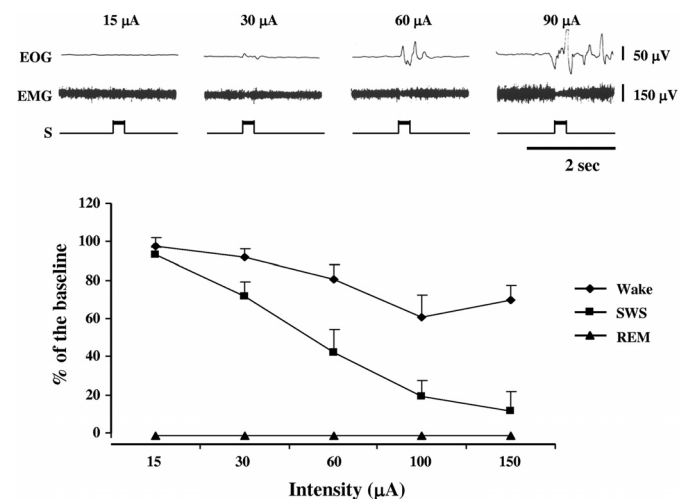 15 µA 30 µA 60 µA 90 µA
EOG
50 µV
EMG
150 µV
S
2 sec
120
100
80
60
40
20
0
% of the baseline
Wake
SWS
REM
15 30 60 100 150
Intensity (µA)